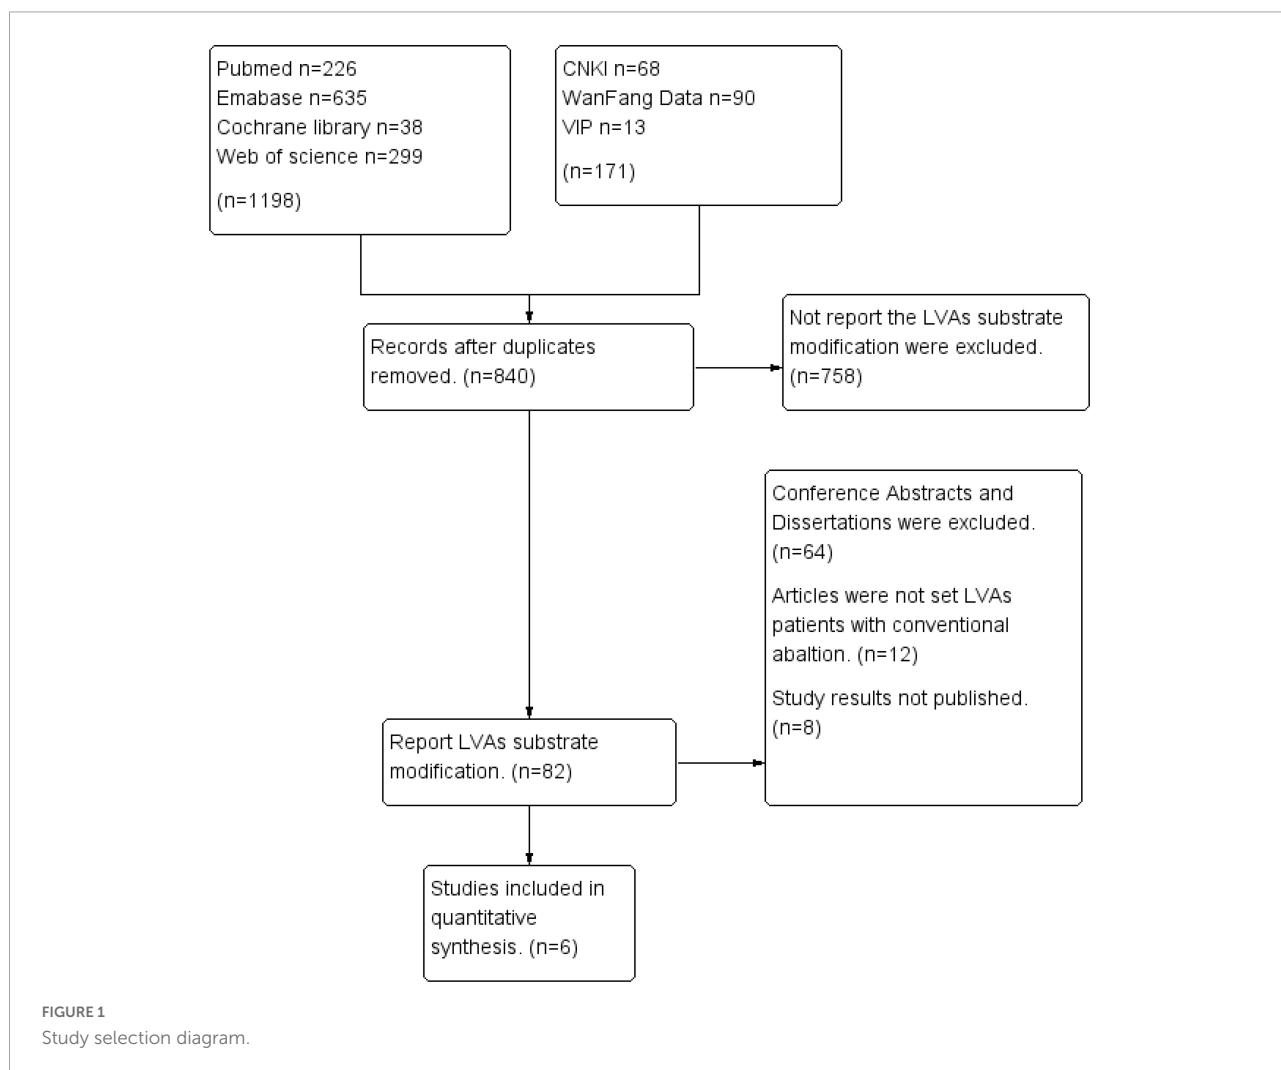 Pubmed n=226
Emabase n=635
Cochrane library n=38
Web of science n=299
(n=1198)
CNKI n=68
WanFang Data n=90
VIP n=13
(n=171)
Records after duplicates
removed. (n=840)
Not report the LVAs substrate
modification were excluded.
(n=758)
Conference Abstracts and
Dissertations were excluded.
(n=64)
Articles were not set LVAs
patients with conventional
abaltion. (n=12)
Study results not published.
(n=8)
Report LVAs substrate
modification. (n=82)
Studies included in
quantitative
synthesis. (n=6)
FIGURE 1
Study selection diagram.